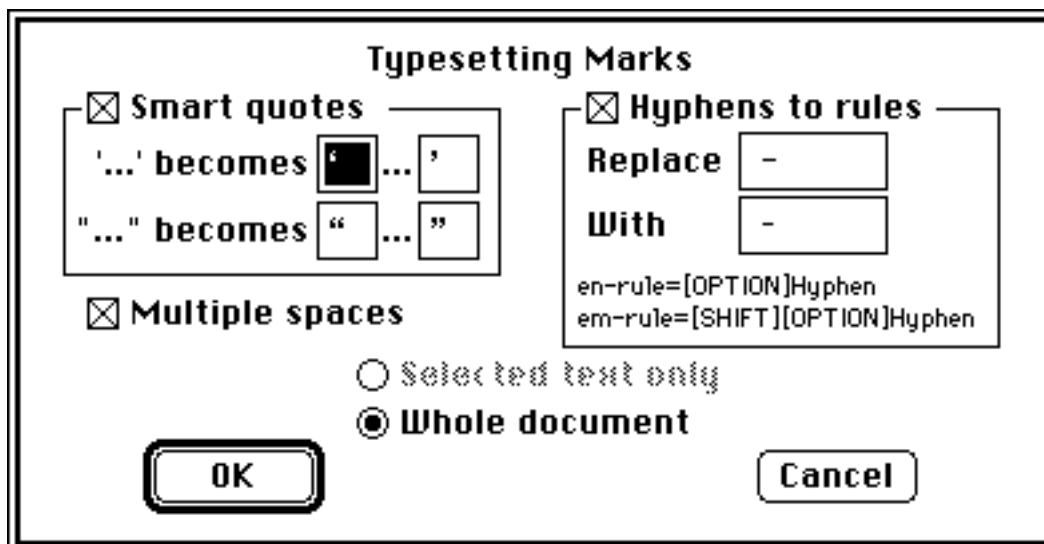 Typesetting Marks
Smart quotes
'...' becomes ‘ ... ’
"..." becomes “ ... ”
Multiple spaces
Hyphens to rules
Replace -
With -
en-rule=[OPTION]Hyphen
em-rule=[SHIFT][OPTION]Hyphen
Selected text only
Whole document
OK
Cancel